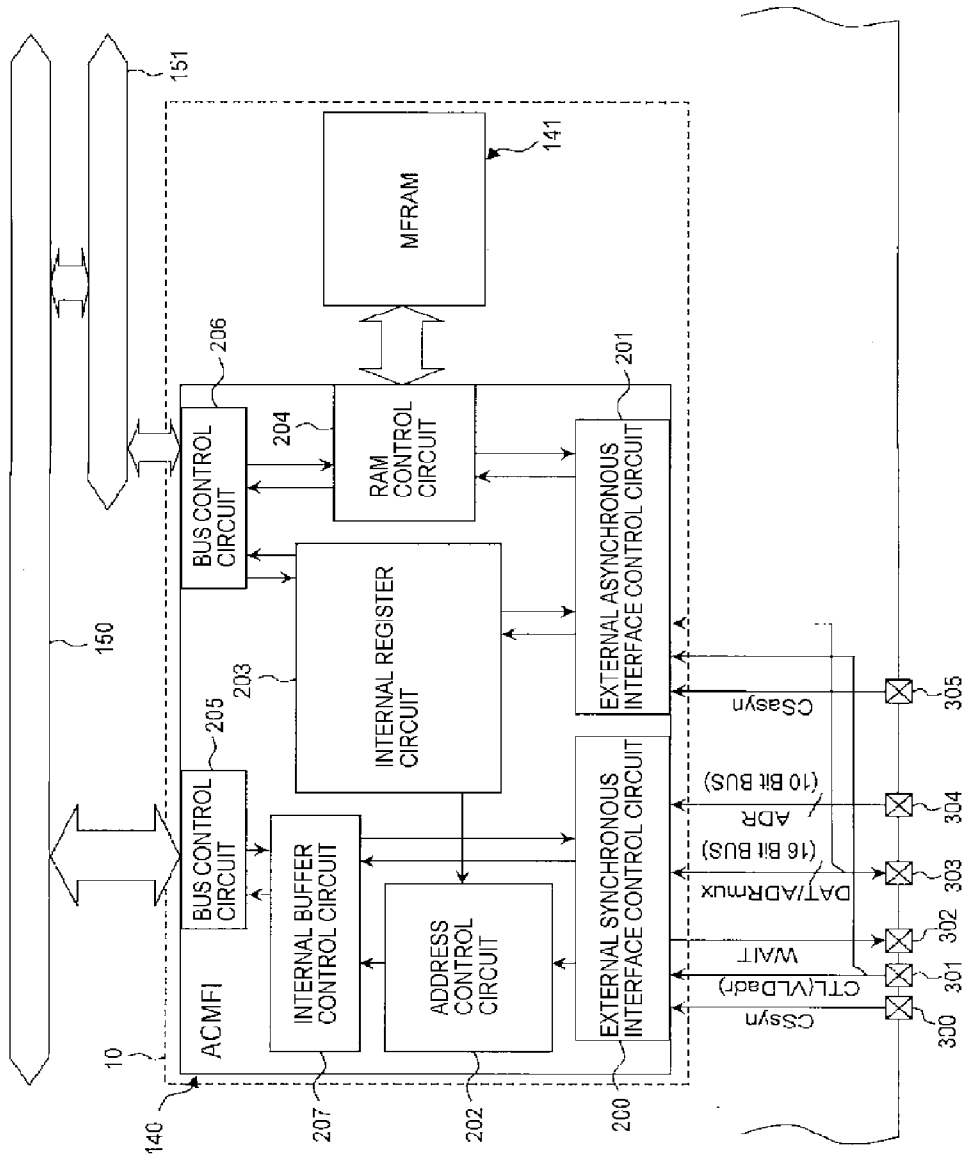 150
151
10
140
ACMFI
BUS CONTROL
CIRCUIT
205
BUS CONTROL
CIRCUIT
206
INTERNAL BUFFER
CONTROL CIRCUIT
207
ADDRESS
CONTROL
CIRCUIT
202
INTERNAL REGISTER
CIRCUIT
203
RAM
CONTROL
CIRCUIT
204
MFRAM
141
EXTERNAL SYNCHRONOUS
INTERFACE CONTROL CIRCUIT
200
EXTERNAL ASYNCHRONOUS
INTERFACE CONTROL CIRCUIT
201
CSsyn
CTL(VLDadr)
WAIT
DAT/ADRmux
(16 Bit BUS)
ADR
(10 Bit BUS)
CSasyn
300
301
302
303
304
305